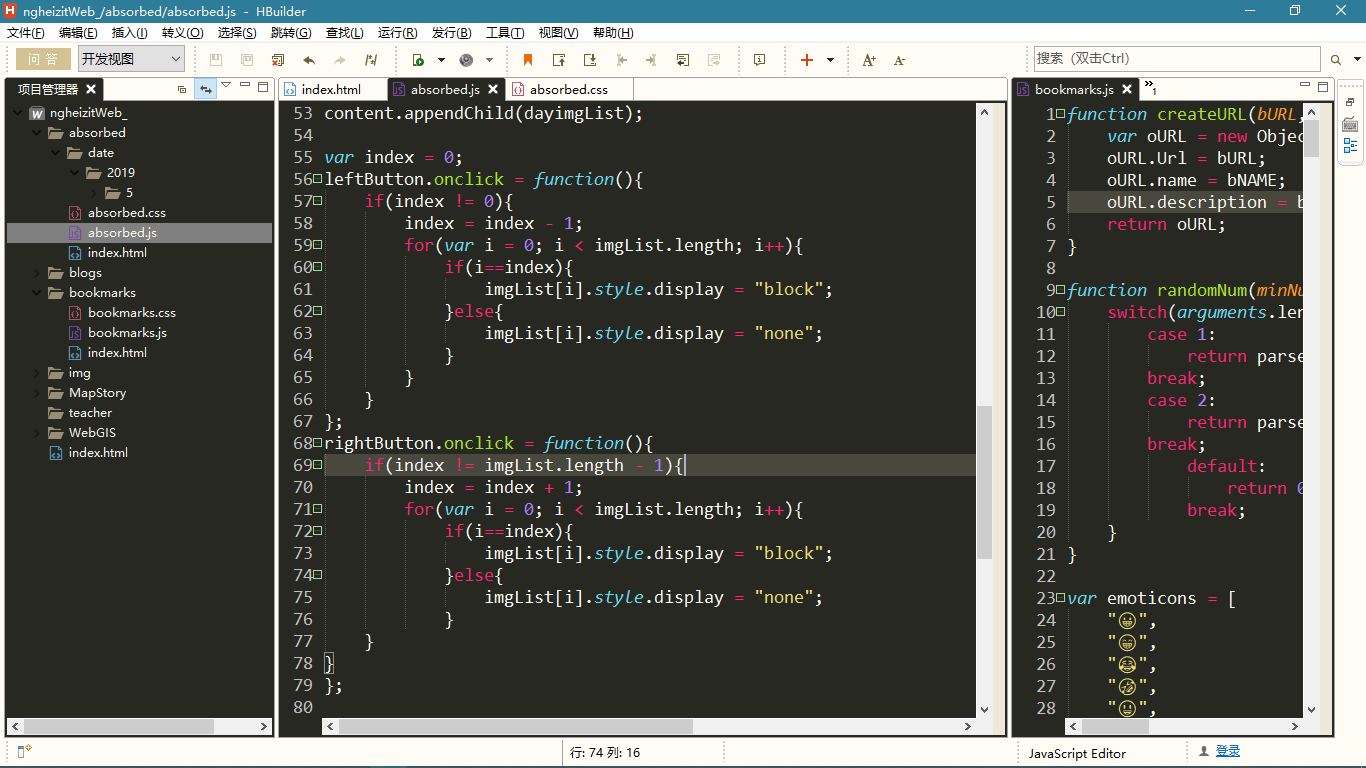 ngheizitWeb_/absorbed/absorbed.js - HBuilder
文件(F) 编辑(E) 插入(I) 转义(O) 选择(S) 跳转(G) 查找(L) 运行(R) 发行(B) 工具(T) 视图(V) 帮助(H)
问 答 开发视图 搜索（双击Ctrl）
项目管理器
ngheizitWeb_
absorbed
date
2019
5
absorbed.css
absorbed.js
index.html
blogs
bookmarks
bookmarks.css
bookmarks.js
index.html
img
MapStory
teacher
WebGIS
index.html
index.html absorbed.js absorbed.css
53 content.appendChild(dayimgList);
54
55 var index = 0;
56 leftButton.onclick = function(){
57     if(index != 0){
58         index = index - 1;
59         for(var i = 0; i < imgList.length; i++){
60             if(i==index){
61                 imgList[i].style.display = "block";
62             }else{
63                 imgList[i].style.display = "none";
64             }
65         }
66     }
67 };
68 rightButton.onclick = function(){
69     if(index != imgList.length - 1){
70         index = index + 1;
71         for(var i = 0; i < imgList.length; i++){
72             if(i==index){
73                 imgList[i].style.display = "block";
74             }else{
75                 imgList[i].style.display = "none";
76             }
77     }
78 }
79 };
80
bookmarks.js »1
1 function createURL(bURL,
2     var oURL = new Objec
3     oURL.Url = bURL;
4     oURL.name = bNAME;
5     oURL.description = b
6     return oURL;
7 }
8
9 function randomNum(minNu
10     switch(arguments.len
11         case 1:
12             return parse
13         break;
14         case 2:
15             return parse
16         break;
17             default:
18                 return 0
19             break;
20     }
21 }
22
23 var emoticons = [
24     "😀",
25     "😁",
26     "😂",
27     "🤣",
28     "😃",
行: 74 列: 16
JavaScript Editor
登录